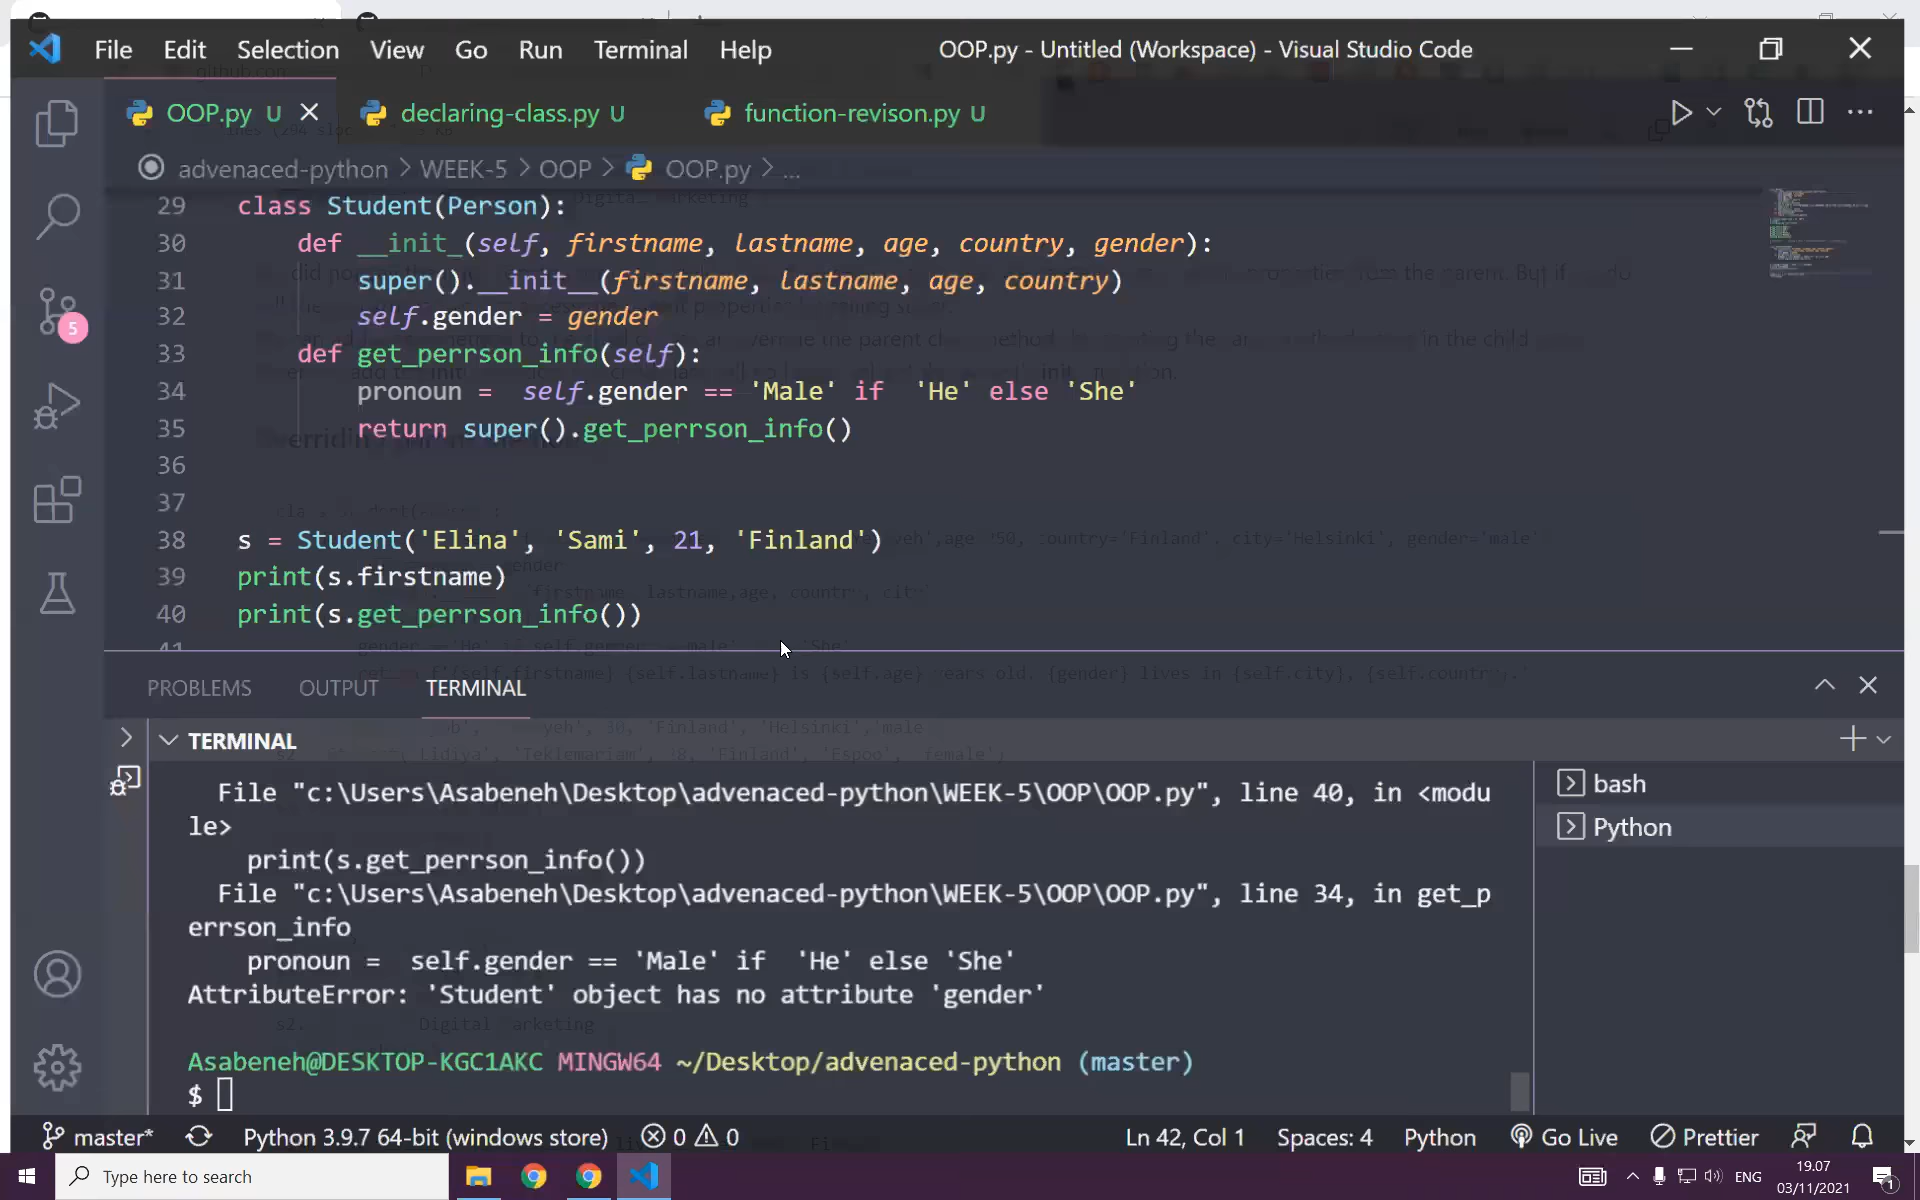 File Edit Selection View Go Run Terminal Help OOP.py - Untitled (Workspace) - Visual Studio Code
OOP.py U declaring-class.py U function-revison.py U
advenaced-python > WEEK-5 > OOP > OOP.py > ...
29 class Student(Person):
30 def __init_(self, firstname, lastname, age, country, gender):
31 super().__init__(firstname, lastname, age, country)
32 self.gender = gender
33 def get_perrson_info(self):
34 pronoun =  self.gender == 'Male' if  'He' else 'She'
35 return super().get_perrson_info()
36
37
38 s = Student('Elina', 'Sami', 21, 'Finland')
39 print(s.firstname)
40 print(s.get_perrson_info())
41
PROBLEMS OUTPUT TERMINAL
TERMINAL
File "c:\Users\Asabeneh\Desktop\advenaced-python\WEEK-5\OOP\OOP.py", line 40, in <modu
le>
print(s.get_perrson_info())
File "c:\Users\Asabeneh\Desktop\advenaced-python\WEEK-5\OOP\OOP.py", line 34, in get_p
errson_info
pronoun =  self.gender == 'Male' if  'He' else 'She'
AttributeError: 'Student' object has no attribute 'gender'
Asabeneh@DESKTOP-KGC1AKC MINGW64 ~/Desktop/advenaced-python (master)
$
bash
Python
5
master* Python 3.9.7 64-bit (windows store) 0 0 Ln 42, Col 1 Spaces: 4 Python Go Live Prettier
Type here to search
ENG
19.07
03/11/2021
1